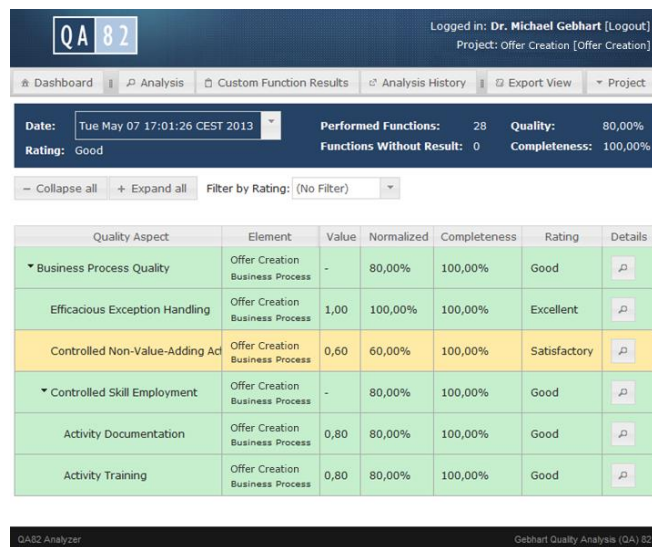 QA 82
Logged in: Dr. Michael Gebhart [Logout]
Project: Offer Creation [Offer Creation]
Dashboard Analysis Custom Function Results Analysis History Export View Project
Date: Tue May 07 17:01:26 CEST 2013 Performed Functions: 28 Quality: 80,00%
Rating: Good Functions Without Result: 0 Completeness: 100,00%
− Collapse all + Expand all Filter by Rating: (No Filter)
Quality Aspect Element Value Normalized Completeness Rating Details
Business Process Quality Offer Creation Business Process - 80,00% 100,00% Good
Efficacious Exception Handling Offer Creation Business Process 1,00 100,00% 100,00% Excellent
Controlled Non-Value-Adding Act Offer Creation Business Process 0,60 60,00% 100,00% Satisfactory
Controlled Skill Employment Offer Creation Business Process - 80,00% 100,00% Good
Activity Documentation Offer Creation Business Process 0,80 80,00% 100,00% Good
Activity Training Offer Creation Business Process 0,80 80,00% 100,00% Good
QA82 Analyzer Gebhart Quality Analysis (QA) 82